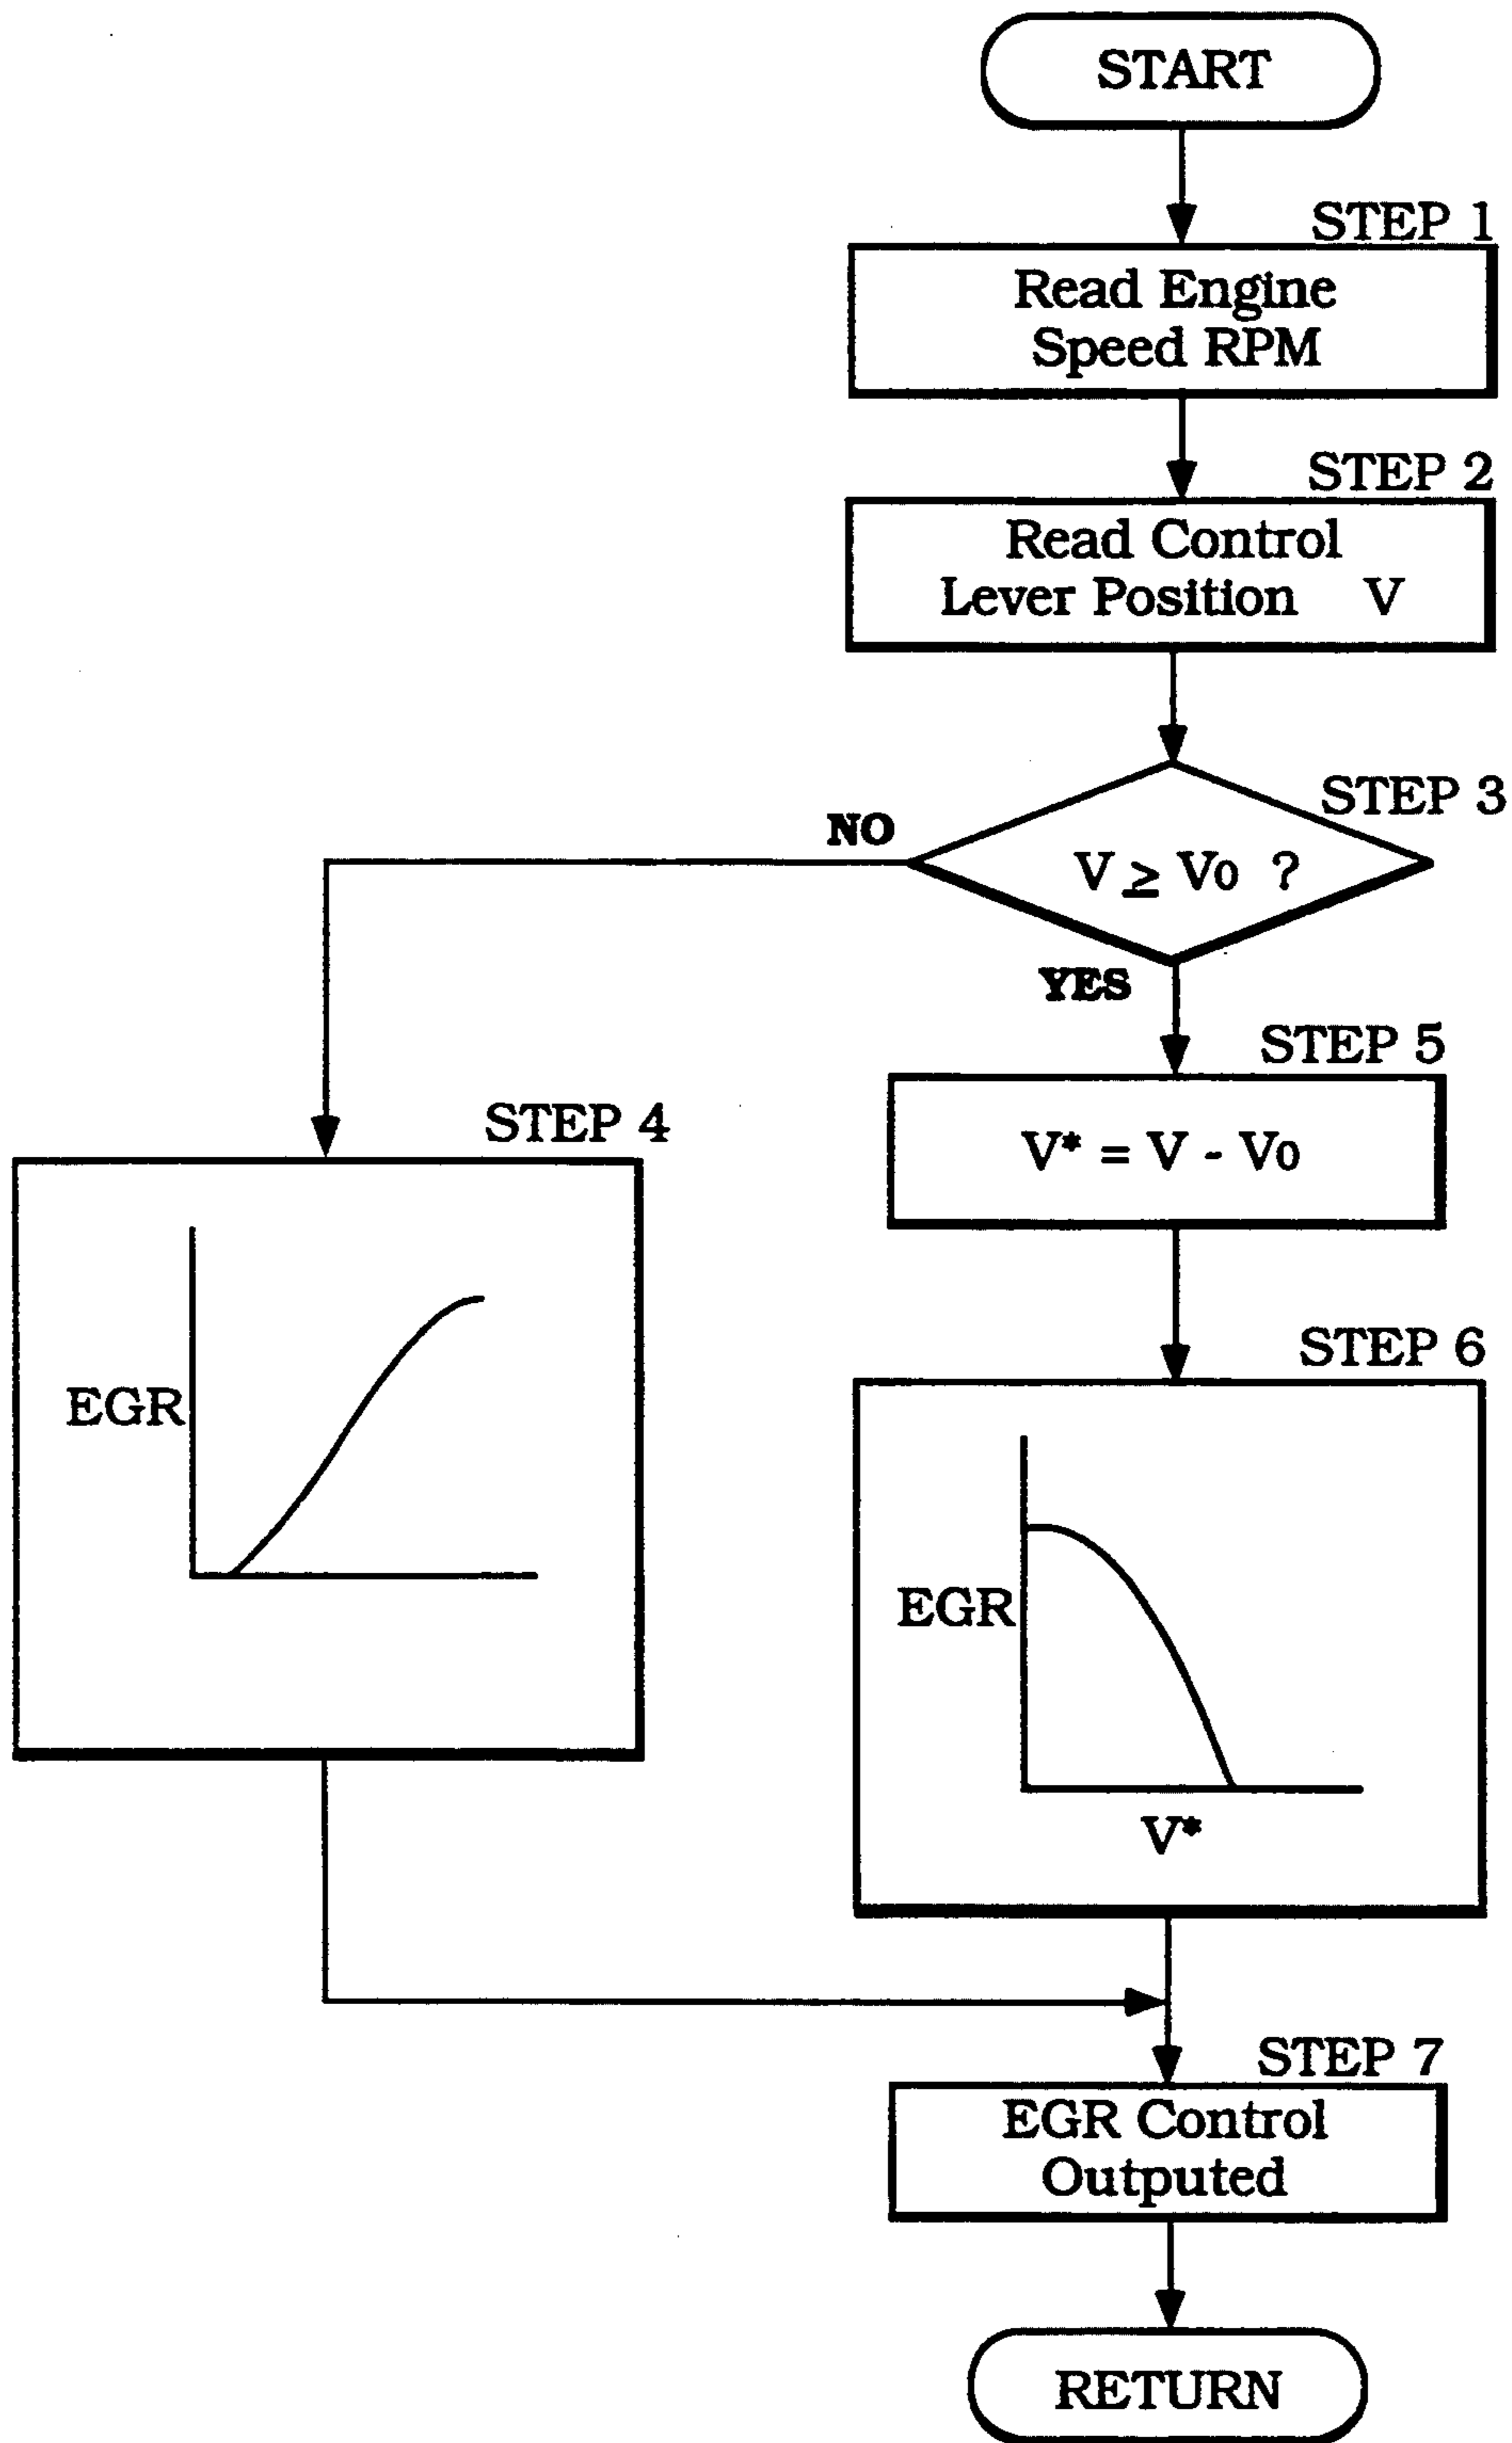 START
STEP 1
Read Engine
Speed RPM
STEP 2
Read Control
Lever Position V
STEP 3
NO
V ≥ V0 ?
YES
STEP 5
V* = V - V0
STEP 4
EGR
STEP 6
EGR
V*
STEP 7
EGR Control
Outputed
RETURN